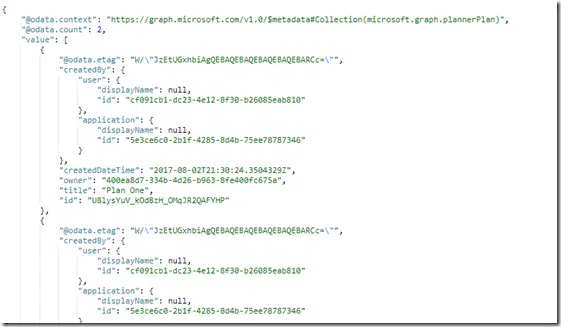 {
"@odata.context": "https://graph.microsoft.com/v1.0/$metadata#Collection(microsoft.graph.plannerPlan)",
"@odata.count": 2,
"value": [
{
"@odata.etag": "W/\"JzEtUGxhbiAgQEBAQEBAQEBAQEBAQEBARCc=\"",
"createdBy": {
"user": {
"displayName": null,
"id": "cf091cb1-dc23-4e12-8f30-b26085eab810"
},
"application": {
"displayName": null,
"id": "5e3ce6c0-2b1f-4285-8d4b-75ee78787346"
}
},
"createdDateTime": "2017-08-02T21:30:24.3504329Z",
"owner": "400ea8d7-334b-4d26-b963-8fe400fc675a",
"title": "Plan One",
"id": "U8lysYuV_kOdBzH_OMqJR2QAFYHP"
},
{
"@odata.etag": "W/\"JzEtUGxhbiAgQEBAQEBAQEBAQEBAQEBARCc=\"",
"createdBy": {
"user": {
"displayName": null,
"id": "cf091cb1-dc23-4e12-8f30-b26085eab810"
},
"application": {
"displayName": null,
"id": "5e3ce6c0-2b1f-4285-8d4b-75ee78787346"